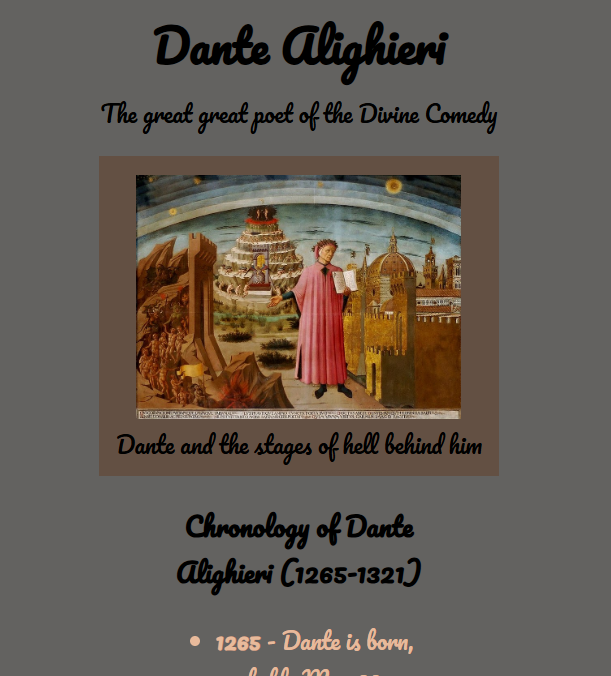 Dante Alighieri
The great great poet of the Divine Comedy
Dante and the stages of hell behind him
Chronology of Dante
Alighieri (1265-1321)
• 1265 - Dante is born,